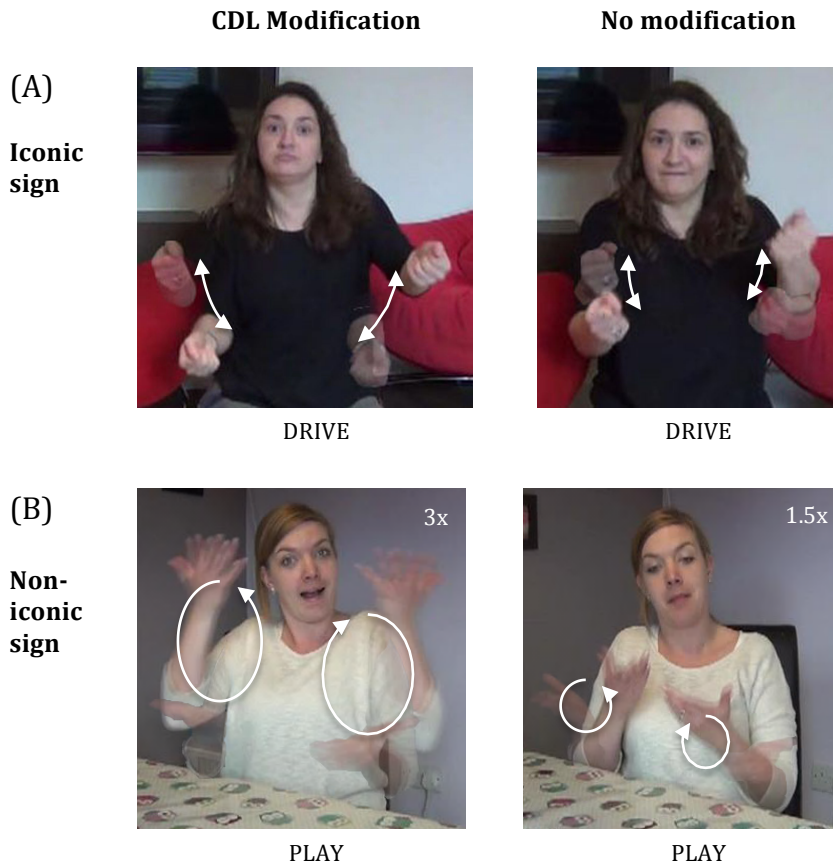 CDL Modification
No modification
(A)
Iconic
sign
DRIVE
DRIVE
(B)
3x
1.5x
Non-
iconic
sign
PLAY
PLAY